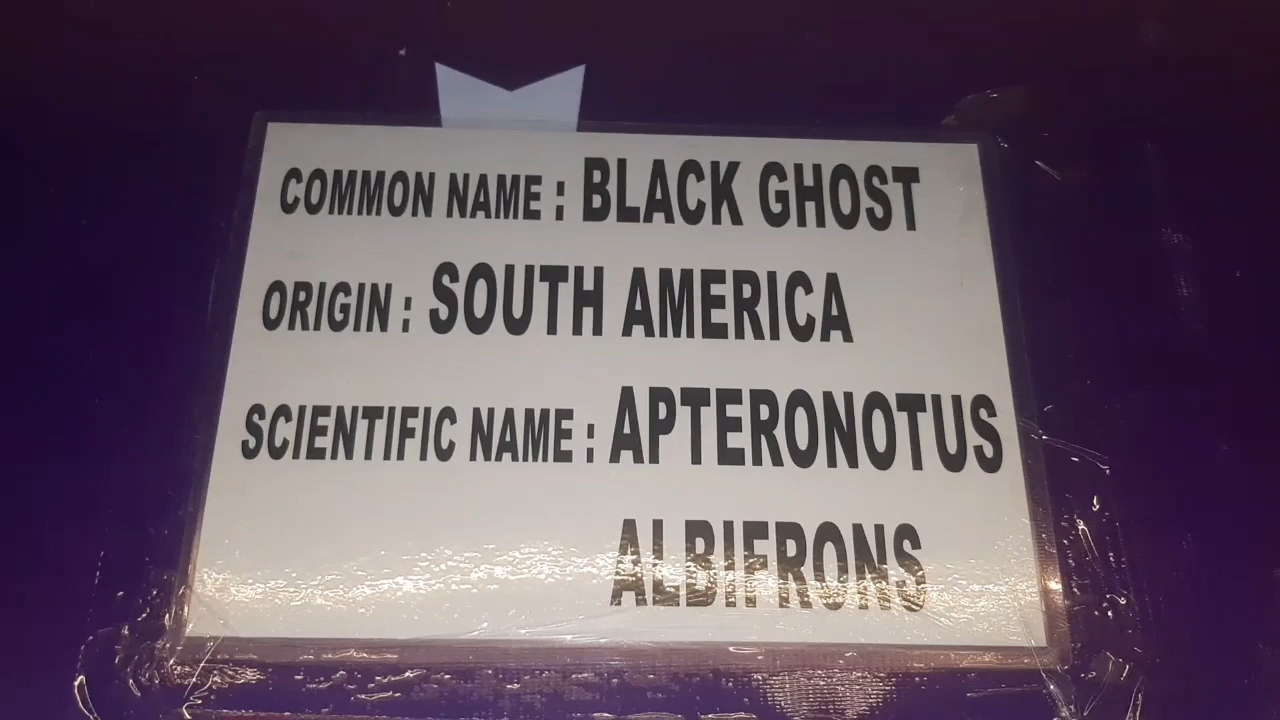 COMMON NAME : BLACK GHOST
ORIGIN : SOUTH AMERICA
SCIENTIFIC NAME : APTERONOTUS
ALBIFRONS